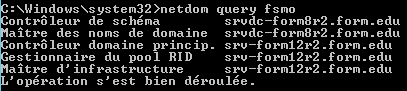 C:\Windows\system32>netdom query fsmo
Contrôleur de schéma srvdc-form8r2.form.edu
Maître des noms de domaine srvdc-form8r2.form.edu
Contrôleur domaine princip. srv-form12r2.form.edu
Gestionnaire du pool RID srv-form12r2.form.edu
Maître d'infrastructure srv-form12r2.form.edu
L'opération s'est bien déroulée.